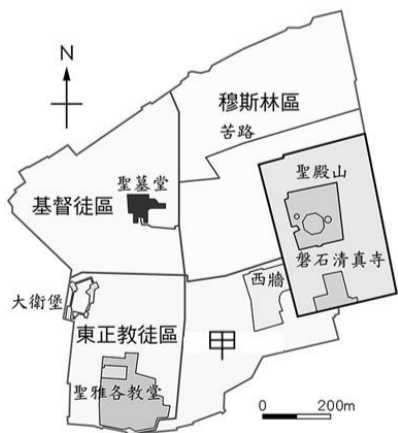 N
穆斯林區
苦路
聖殿山
聖墓堂
基督徒區
磐石清真寺
西牆
大衛堡
東正教徒區
甲
聖雅各教堂
0 200m